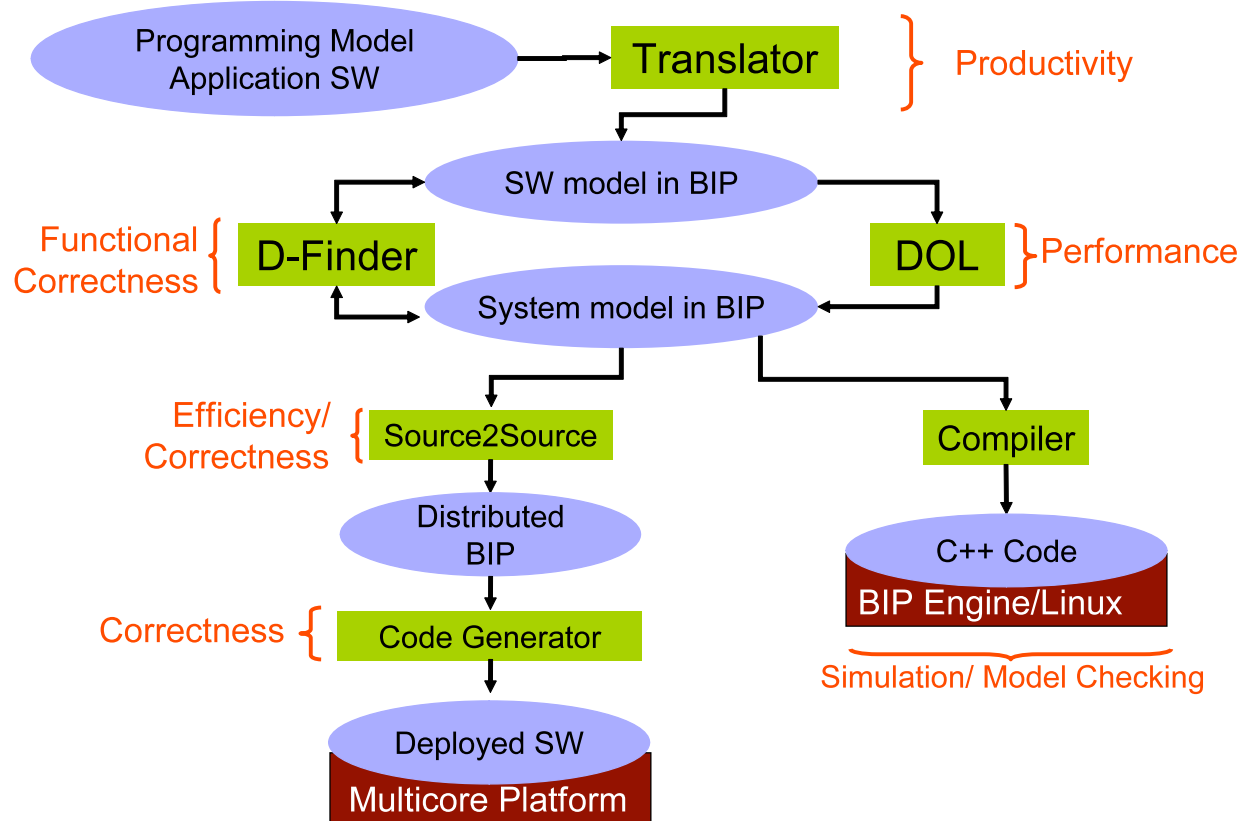 Programming Model
Application SW
Translator
Productivity
SW model in BIP
Functional
Correctness
D-Finder
DOL
Performance
System model in BIP
Efficiency/
Correctness
Source2Source
Compiler
Distributed
BIP
C++ Code
BIP Engine/Linux
Correctness
Code Generator
Simulation/ Model Checking
Deployed SW
Multicore Platform